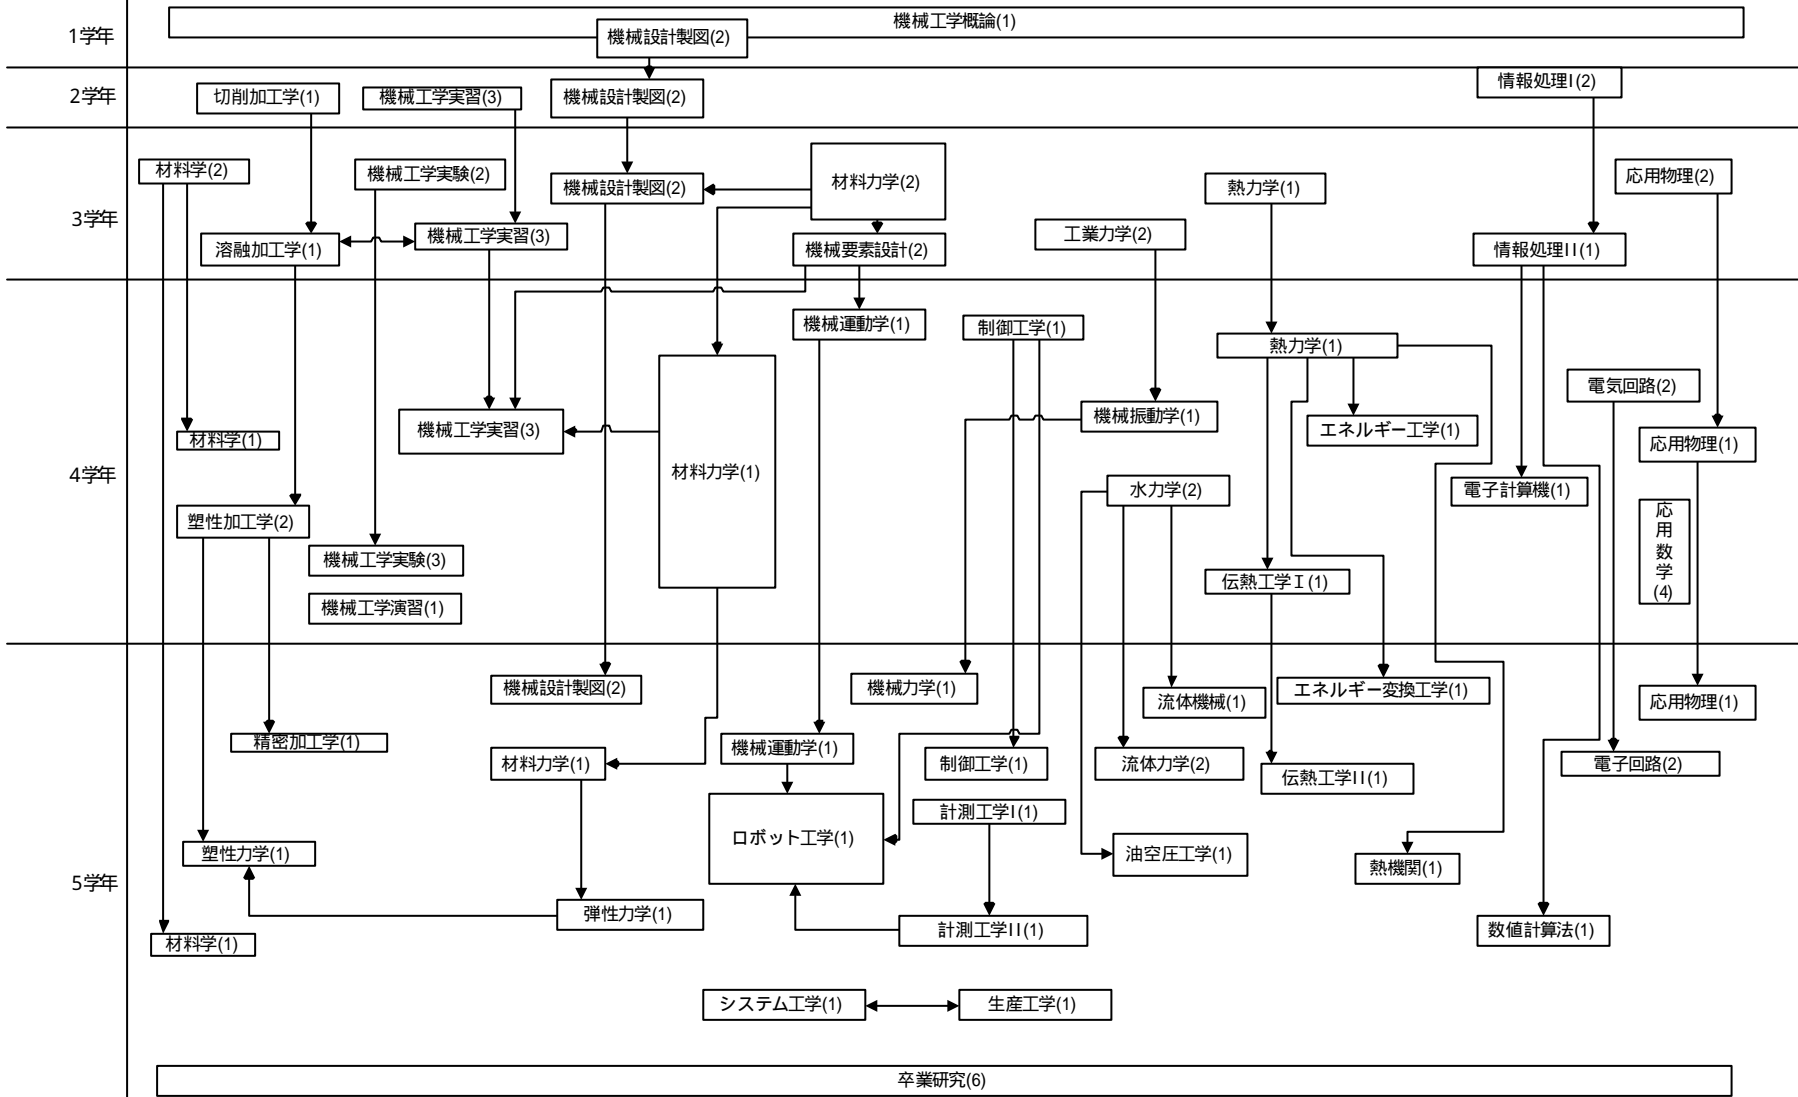 機械工学概論(1)
1学年
機械設計製図(2)
2学年
切削加工学(1)
機械工学実習(3)
機械設計製図(2)
情報処理I(2)
3学年
材料学(2)
機械工学実験(2)
機械設計製図(2)
材料力学(2)
熱力学(1)
応用物理(2)
溶融加工学(1)
機械工学実習(3)
機械要素設計(2)
工業力学(2)
情報処理II(1)
4学年
機械運動学(1)
制御工学(1)
熱力学(1)
電気回路(2)
材料学(1)
機械工学実習(3)
材料力学(1)
機械振動学(1)
エネルギー工学(1)
応用物理(1)
水力学(2)
電子計算機(1)
塑性加工学(2)
機械工学実験(3)
伝熱工学Ⅰ(1)
応
用
数
学
(4)
機械工学演習(1)
5学年
機械設計製図(2)
機械力学(1)
流体機械(1)
エネルギー変換工学(1)
応用物理(1)
精密加工学(1)
材料力学(1)
機械運動学(1)
制御工学(1)
流体力学(2)
伝熱工学II(1)
電子回路(2)
計測工学I(1)
ロボット工学(1)
塑性力学(1)
油空圧工学(1)
熱機関(1)
弾性力学(1)
計測工学II(1)
数値計算法(1)
材料学(1)
システム工学(1)
生産工学(1)
卒業研究(6)